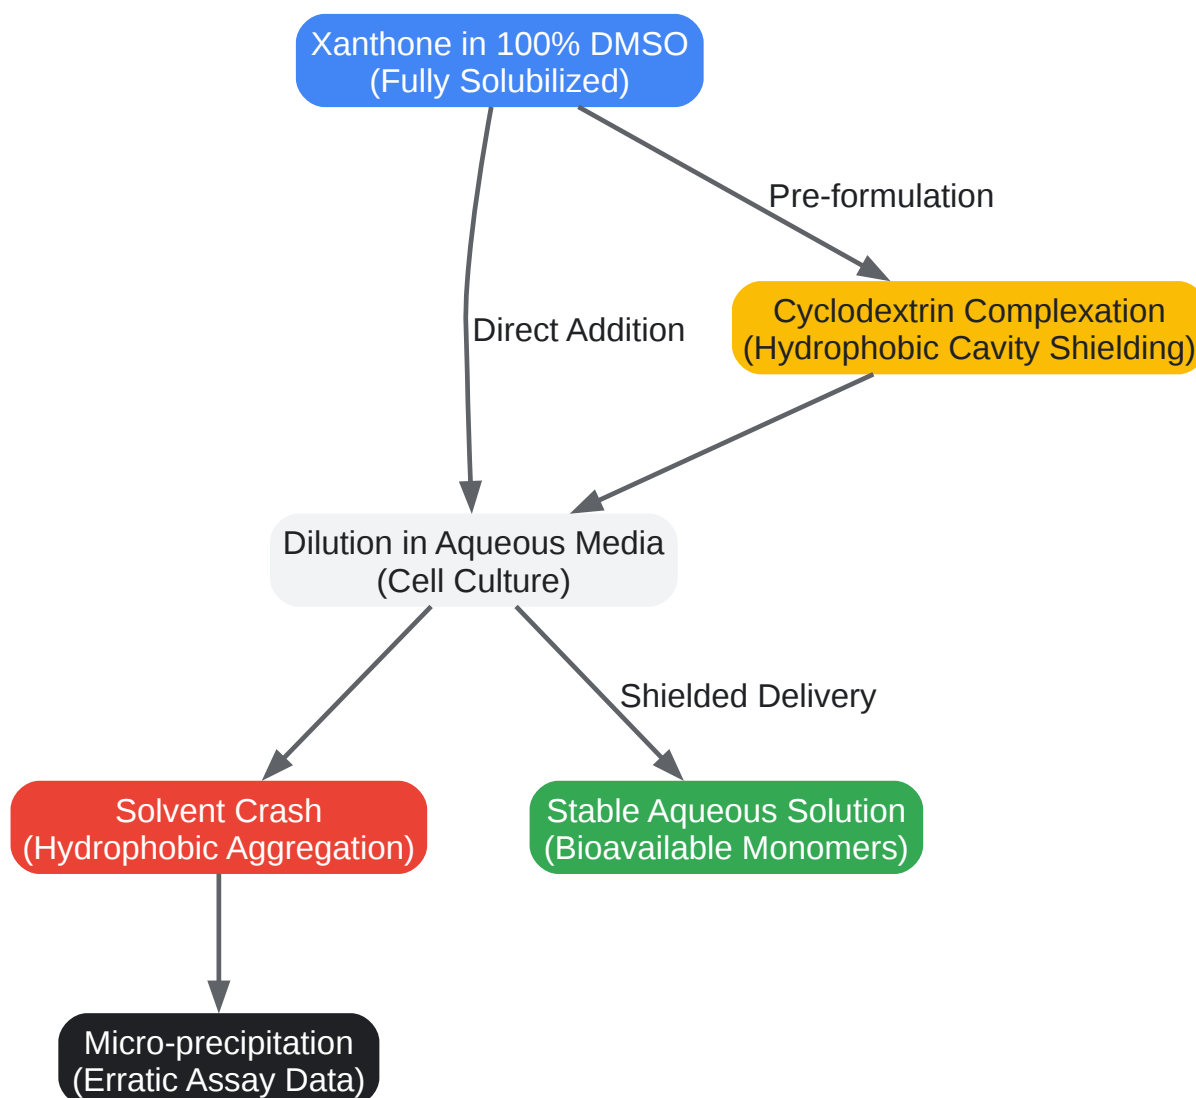 Xanthone in 100% DMSO
(Fully Solubilized)
Pre-formulation
Cyclodextrin Complexation
(Hydrophobic Cavity Shielding)
Direct Addition
Dilution in Aqueous Media
(Cell Culture)
Shielded Delivery
Solvent Crash
(Hydrophobic Aggregation)
Stable Aqueous Solution
(Bioavailable Monomers)
Micro-precipitation
(Erratic Assay Data)